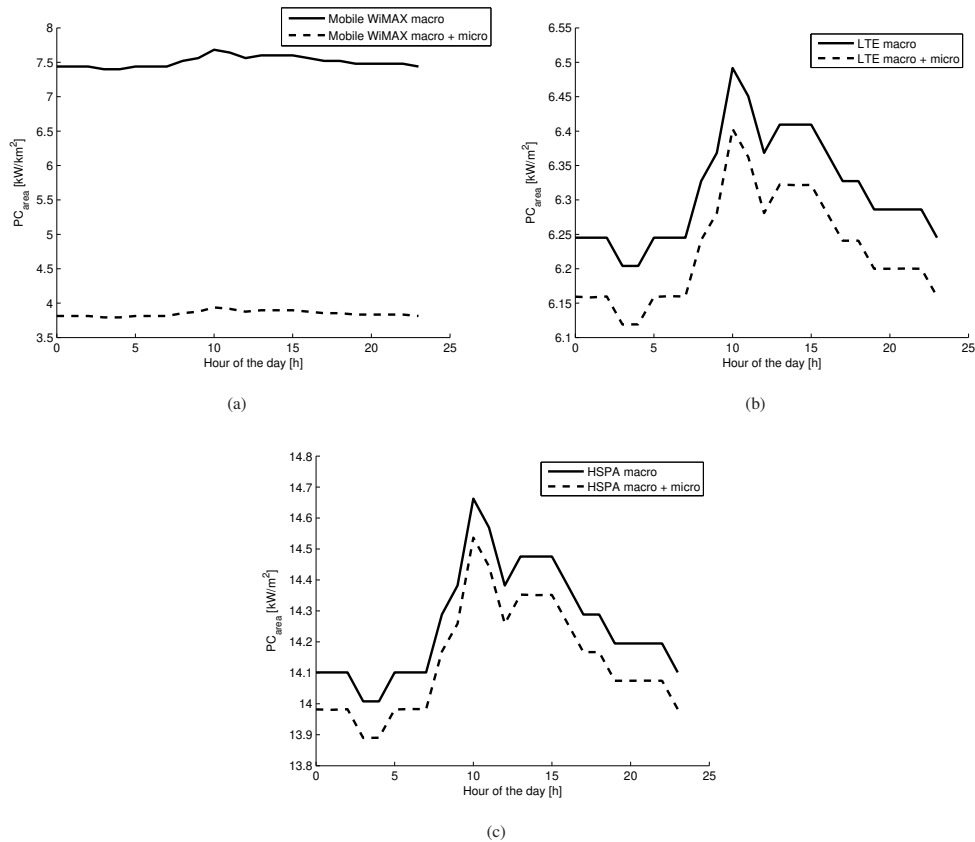 Mobile WiMAX macro
Mobile WiMAX macro + micro
8
7.5
7
6.5
6
5.5
5
4.5
4
3.5
PC_area [kW/km²]
0 5 10 15 20 25
Hour of the day [h]
(a)
LTE macro
LTE macro + micro
6.55
6.5
6.45
6.4
6.35
6.3
6.25
6.2
6.15
6.1
PC_area [kW/m²]
0 5 10 15 20 25
Hour of the day [h]
(b)
HSPA macro
HSPA macro + micro
14.8
14.7
14.6
14.5
14.4
14.3
14.2
14.1
14
13.9
13.8
PC_area [kW/m²]
0 5 10 15 20 25
Hour of the day [h]
(c)